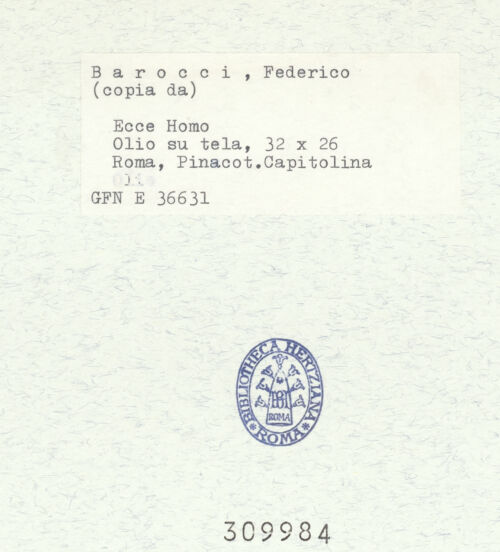 B a r o c c i , Federico
(copia da)
Ecce Homo
Olio su tela, 32 x 26
Roma, Pinacot.Capitolina
GFN E 36631
BIBLIOTHECA HERTZIANA
ROMA
* ROMA *
309984